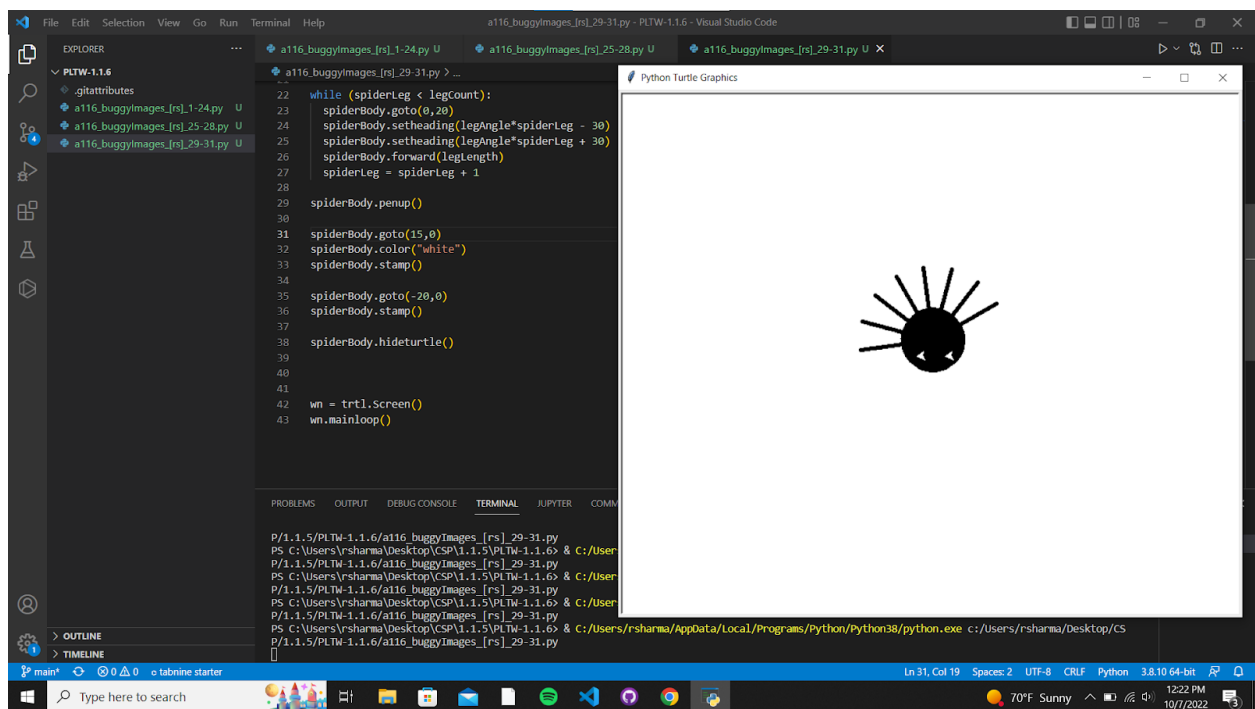 File Edit Selection View Go Run Terminal Help
a116_buggyImages_[rs]_29-31.py - PLTW-1.1.6 - Visual Studio Code
EXPLORER
PLTW-1.1.6
.gitattributes
a116_buggyImages_[rs]_1-24.py U
a116_buggyImages_[rs]_25-28.py U
a116_buggyImages_[rs]_29-31.py U
OUTLINE
TIMELINE
a116_buggyImages_[rs]_1-24.py U a116_buggyImages_[rs]_25-28.py U a116_buggyImages_[rs]_29-31.py U
a116_buggyImages_[rs]_29-31.py > ...
22 while (spiderLeg < legCount):
23 spiderBody.goto(0,20)
24 spiderBody.setheading(legAngle*spiderLeg - 30)
25 spiderBody.setheading(legAngle*spiderLeg + 30)
26 spiderBody.forward(legLength)
27 spiderLeg = spiderLeg + 1
28
29 spiderBody.penup()
30
31 spiderBody.goto(15,0)
32 spiderBody.color("white")
33 spiderBody.stamp()
34
35 spiderBody.goto(-20,0)
36 spiderBody.stamp()
37
38 spiderBody.hideturtle()
39
40
41
42 wn = trtl.Screen()
43 wn.mainloop()
Python Turtle Graphics
PROBLEMS OUTPUT DEBUG CONSOLE TERMINAL JUPYTER COMM
P/1.1.5/PLTW-1.1.6/a116_buggyImages_[rs]_29-31.py
PS C:\Users\rsharma\Desktop\CSP\1.1.5\PLTW-1.1.6> & C:/User
P/1.1.5/PLTW-1.1.6/a116_buggyImages_[rs]_29-31.py
PS C:\Users\rsharma\Desktop\CSP\1.1.5\PLTW-1.1.6> & C:/User
P/1.1.5/PLTW-1.1.6/a116_buggyImages_[rs]_29-31.py
PS C:\Users\rsharma\Desktop\CSP\1.1.5\PLTW-1.1.6> & C:/User
P/1.1.5/PLTW-1.1.6/a116_buggyImages_[rs]_29-31.py
PS C:\Users\rsharma\Desktop\CSP\1.1.5\PLTW-1.1.6> & C:/Users/rsharma/AppData/Local/Programs/Python/Python38/python.exe c:/Users/rsharma/Desktop/CS
P/1.1.5/PLTW-1.1.6/a116_buggyImages_[rs]_29-31.py
main* 0 0 tabnine starter Ln 31, Col 19 Spaces: 2 UTF-8 CRLF Python 3.8.10 64-bit
Type here to search 70°F Sunny 12:22 PM
10/7/2022